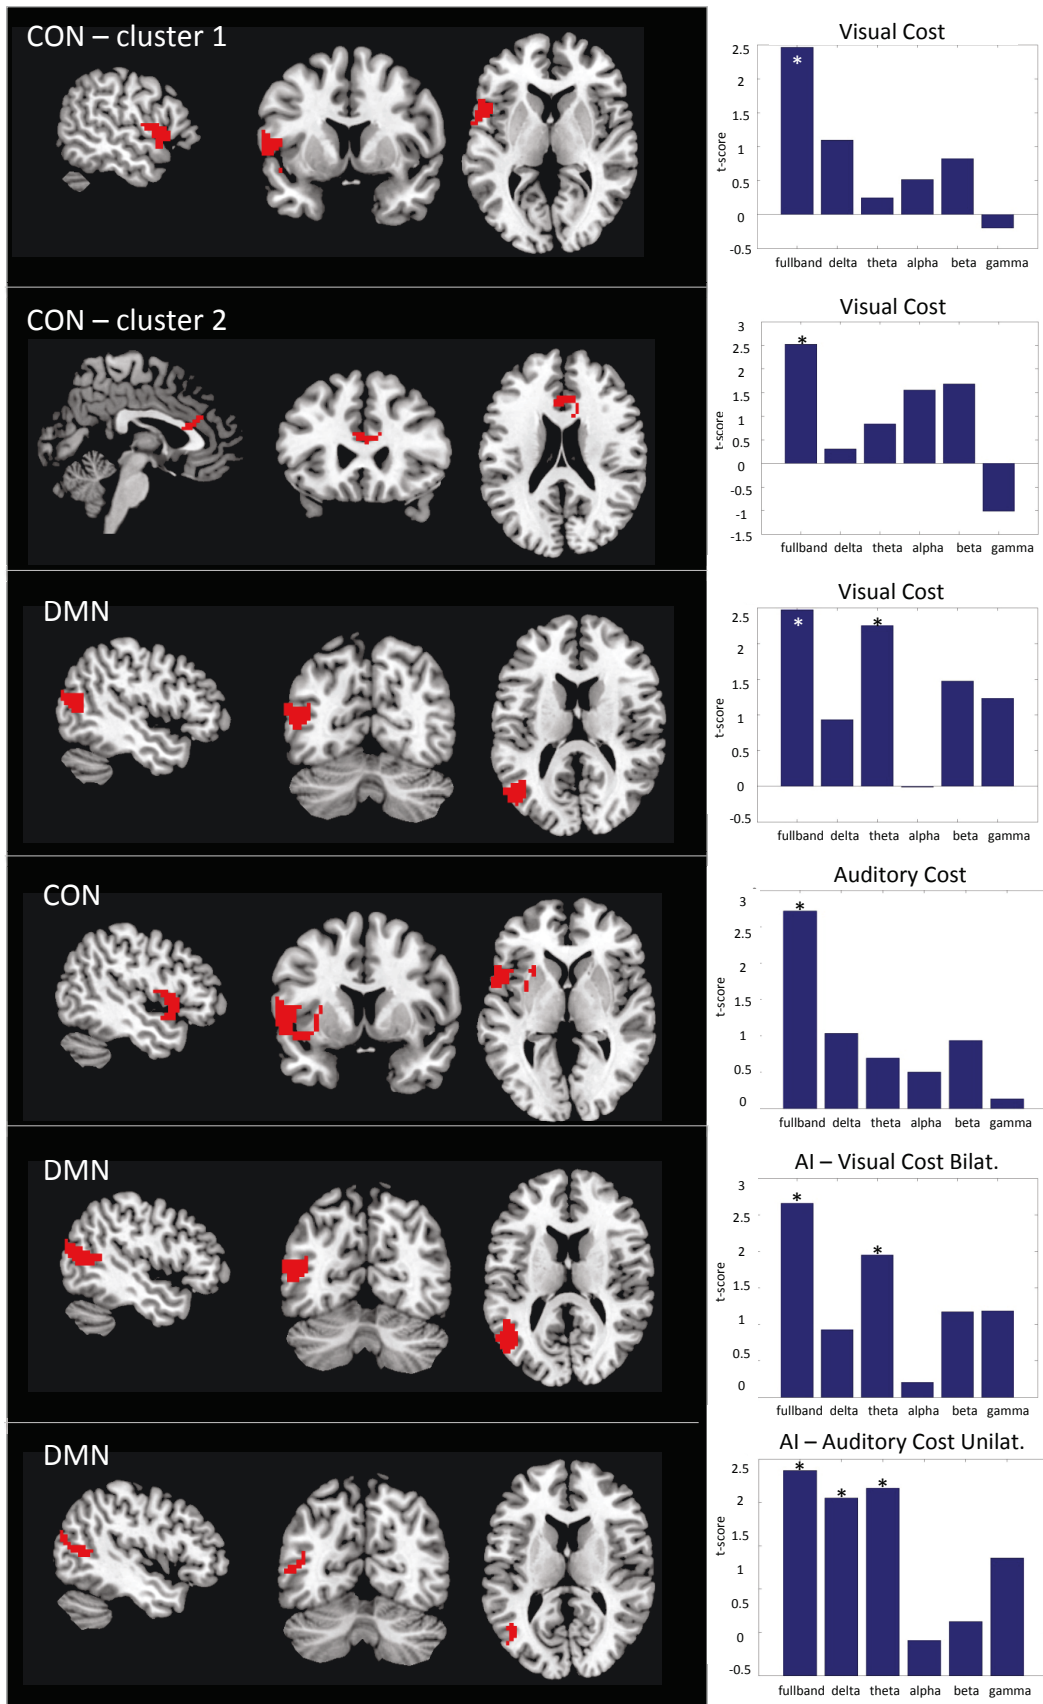 CON – cluster 1
Visual Cost
2.5
*
2
1.5
1
0.5
0
-0.5
t-score
fullband delta theta alpha beta gamma
CON – cluster 2
Visual Cost
3
2.5
*
2
1.5
1
0.5
0
-0.5
-1
-1.5
t-score
fullband delta theta alpha beta gamma
DMN
Visual Cost
2.5
* *
2
1.5
1
0.5
0
-0.5
t-score
fullband delta theta alpha beta gamma
CON
Auditory Cost
3
*
2.5
2
1.5
1
0.5
0
t-score
fullband delta theta alpha beta gamma
DMN
AI – Visual Cost Bilat.
3
*
2.5
2
*
1.5
1
0.5
0
t-score
fullband delta theta alpha beta gamma
DMN
AI – Auditory Cost Unilat.
2.5
* * *
2
1.5
1
0.5
0
-0.5
t-score
fullband delta theta alpha beta gamma